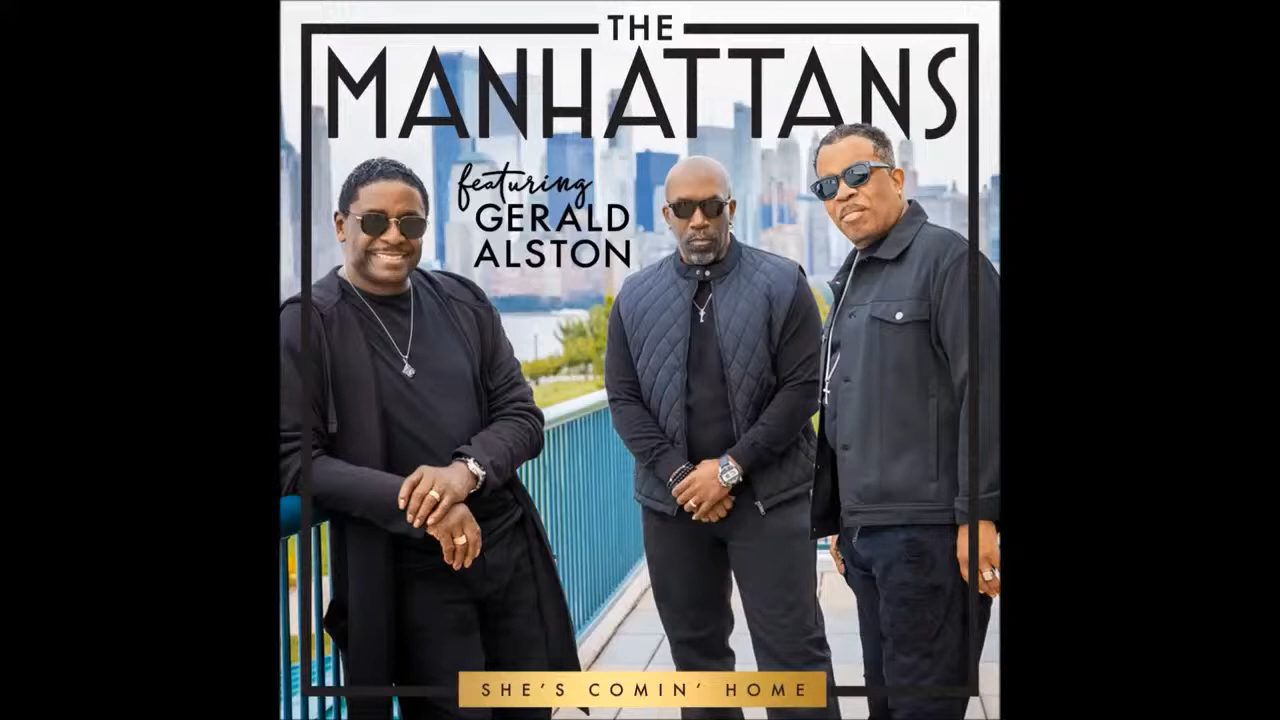 THE
MANHATTANS
featuring
GERALD
ALSTON
SHE'S COMIN' HOME